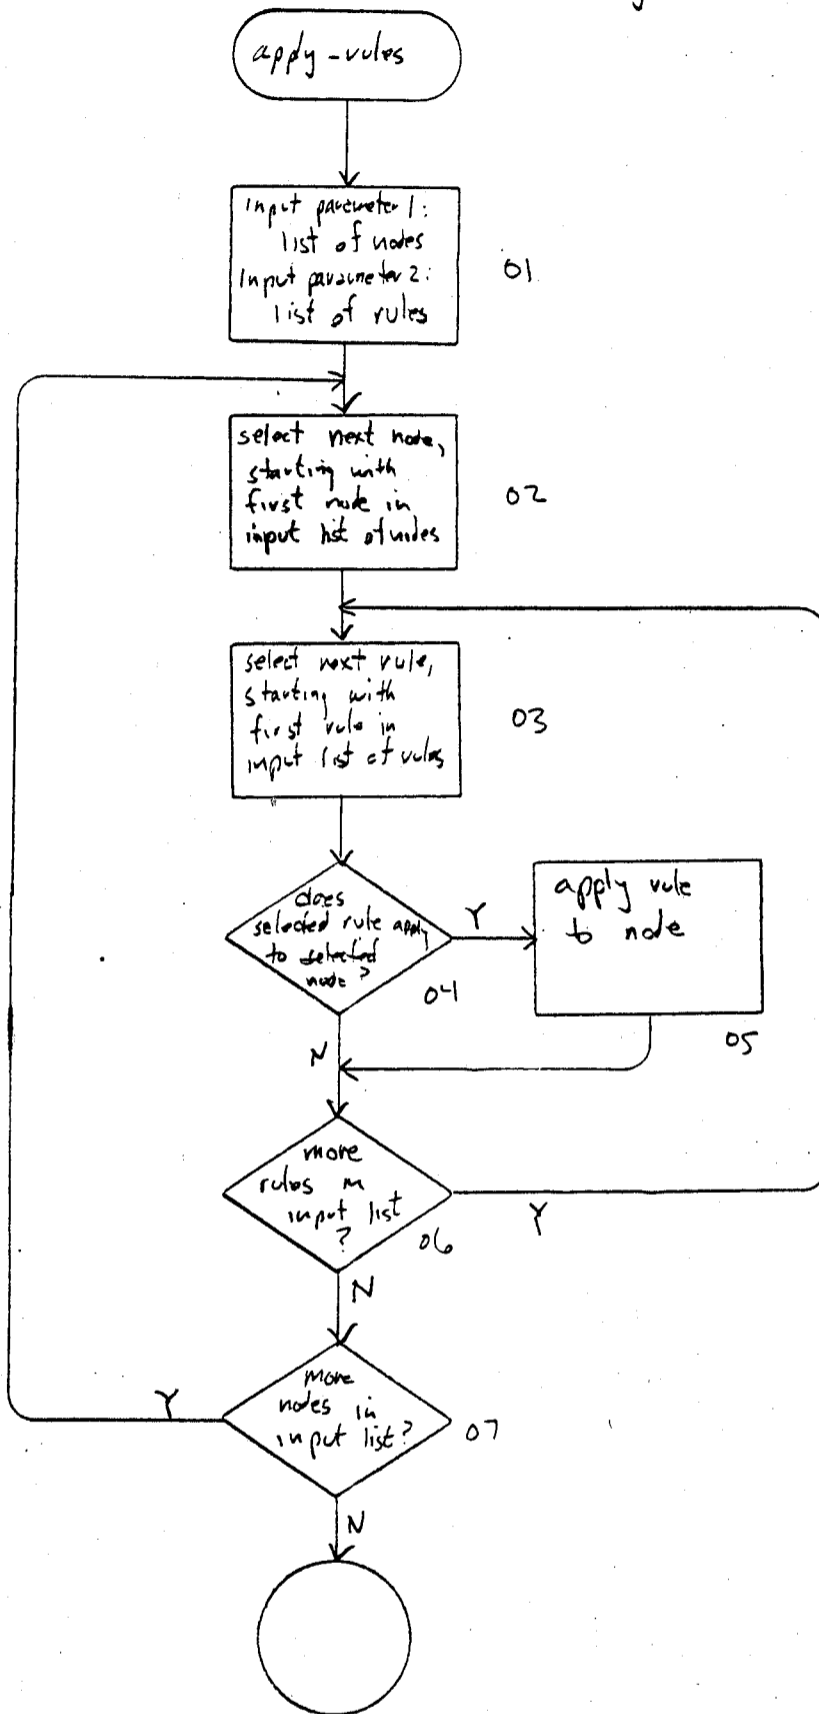 apply-rules
Input parameter 1:
list of nodes
Input parameter 2:
list of rules
01
select next node,
starting with
first node in
input list of nodes
02
select next rule,
starting with
first rule in
input list of rules
03
does
selected rule apply
to selected
node?
04
Y
apply rule
to node
05
N
more
rules in
input list
?
06
Y
N
more
nodes in
input list?
07
Y
N